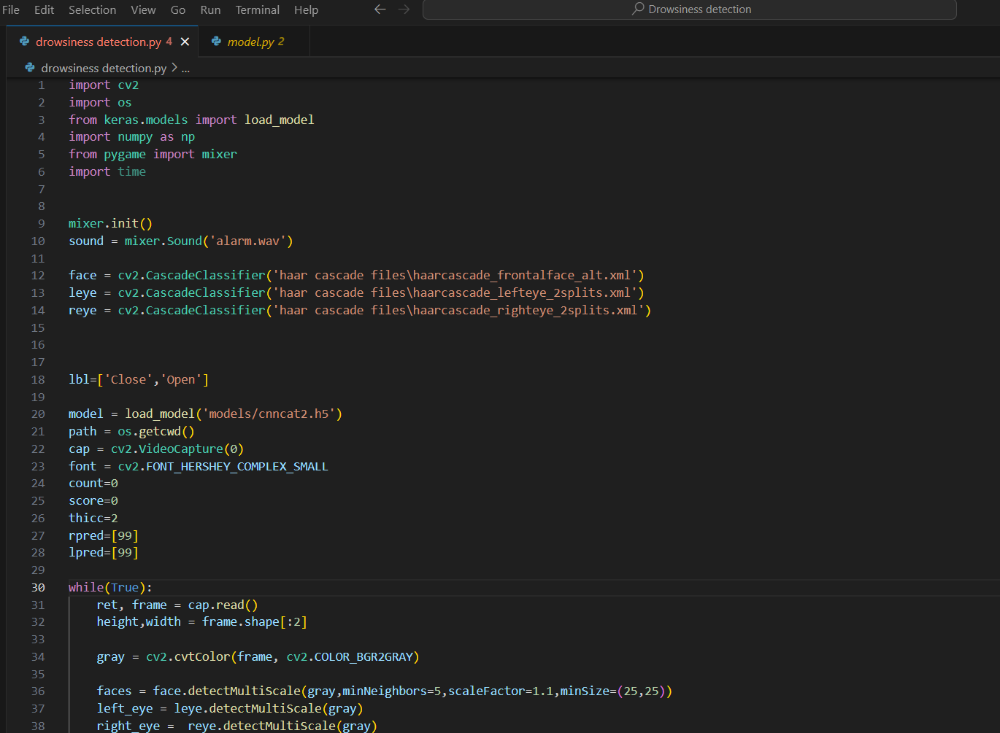 File Edit Selection View Go Run Terminal Help ← → Drowsiness detection
drowsiness detection.py 4 × model.py 2
drowsiness detection.py > ...
1 import cv2
2 import os
3 from keras.models import load_model
4 import numpy as np
5 from pygame import mixer
6 import time
7
8
9 mixer.init()
10 sound = mixer.Sound('alarm.wav')
11
12 face = cv2.CascadeClassifier('haar cascade files\haarcascade_frontalface_alt.xml')
13 leye = cv2.CascadeClassifier('haar cascade files\haarcascade_lefteye_2splits.xml')
14 reye = cv2.CascadeClassifier('haar cascade files\haarcascade_righteye_2splits.xml')
15
16
17
18 lbl=['Close','Open']
19
20 model = load_model('models/cnncat2.h5')
21 path = os.getcwd()
22 cap = cv2.VideoCapture(0)
23 font = cv2.FONT_HERSHEY_COMPLEX_SMALL
24 count=0
25 score=0
26 thicc=2
27 rpred=[99]
28 lpred=[99]
29
30 while(True):
31     ret, frame = cap.read()
32     height,width = frame.shape[:2]
33
34     gray = cv2.cvtColor(frame, cv2.COLOR_BGR2GRAY)
35
36     faces = face.detectMultiScale(gray,minNeighbors=5,scaleFactor=1.1,minSize=(25,25))
37     left_eye = leye.detectMultiScale(gray)
38     right_eye =  reye.detectMultiScale(gray)